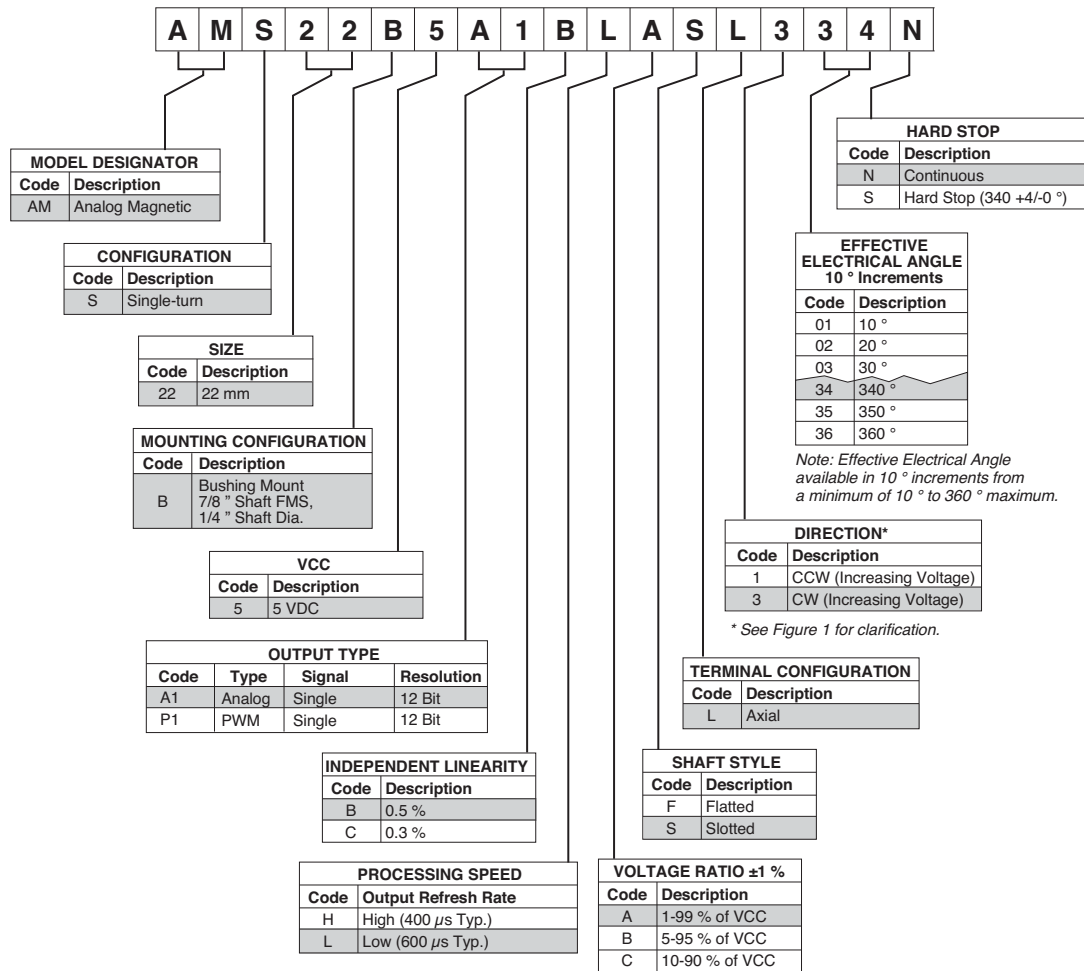 A M S 2 2 B 5 A 1 B L A S L 3 3 4 N
HARD STOP
Code Description
N Continuous
S Hard Stop (340 +4/-0 °)
MODEL DESIGNATOR
Code Description
AM Analog Magnetic
EFFECTIVE
ELECTRICAL ANGLE
10 ° Increments
Code Description
01 10 °
02 20 °
03 30 °
34 340 °
35 350 °
36 360 °
Note: Effective Electrical Angle
available in 10 ° increments from
a minimum of 10 ° to 360 ° maximum.
CONFIGURATION
Code Description
S Single-turn
SIZE
Code Description
22 22 mm
MOUNTING CONFIGURATION
Code Description
B Bushing Mount
7/8 ” Shaft FMS,
1/4 ” Shaft Dia.
DIRECTION*
Code Description
1 CCW (Increasing Voltage)
3 CW (Increasing Voltage)
* See Figure 1 for clarification.
VCC
Code Description
5 5 VDC
OUTPUT TYPE
Code Type Signal Resolution
A1 Analog Single 12 Bit
P1 PWM Single 12 Bit
TERMINAL CONFIGURATION
Code Description
L Axial
INDEPENDENT LINEARITY
Code Description
B 0.5 %
C 0.3 %
SHAFT STYLE
Code Description
F Flatted
S Slotted
PROCESSING SPEED
Code Output Refresh Rate
H High (400 µs Typ.)
L Low (600 µs Typ.)
VOLTAGE RATIO ±1 %
Code Description
A 1-99 % of VCC
B 5-95 % of VCC
C 10-90 % of VCC